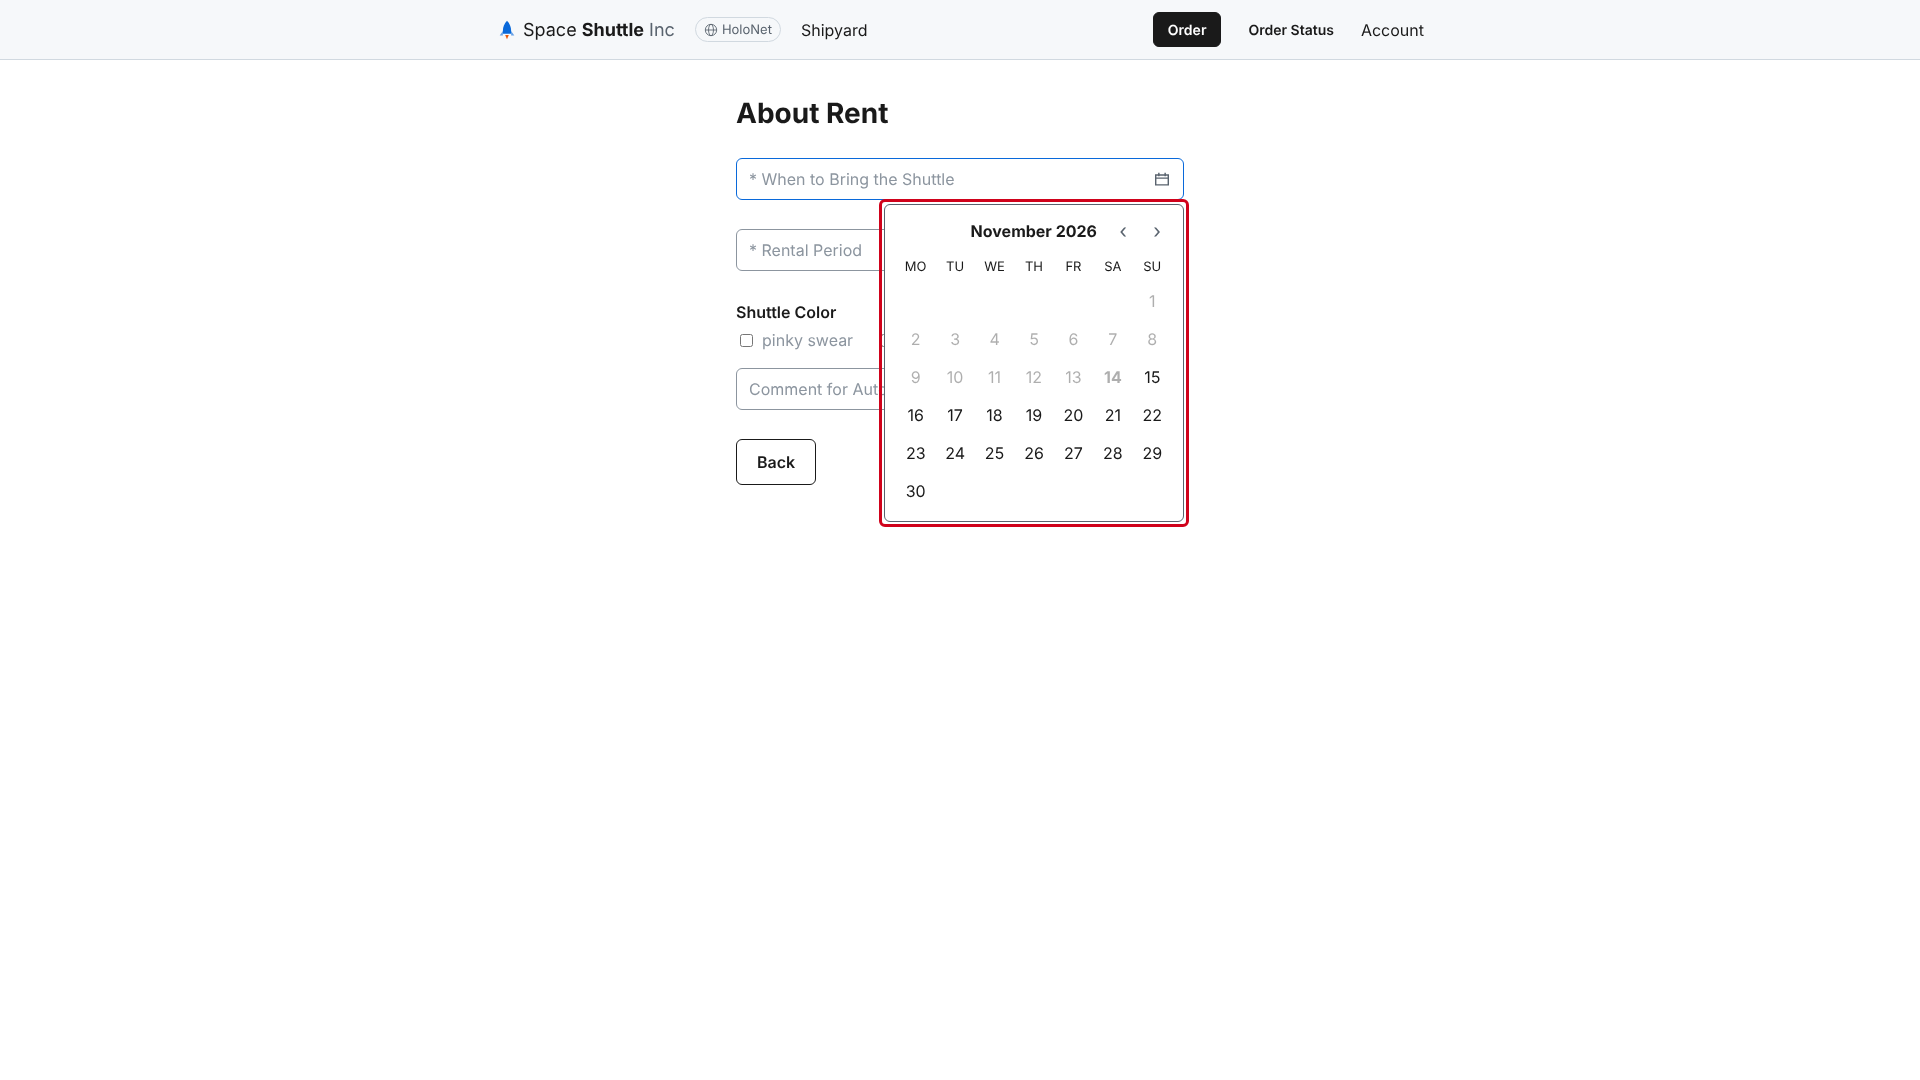 Space Shuttle Inc HoloNet Shipyard Order Order Status Account
About Rent
* When to Bring the Shuttle
November 2026
* Rental Period
MO TU WE TH FR SA SU
1
Shuttle Color
2 3 4 5 6 7 8
pinky swear
9 10 11 12 13 14 15
Comment for Aut
16 17 18 19 20 21 22
23 24 25 26 27 28 29
Back
30